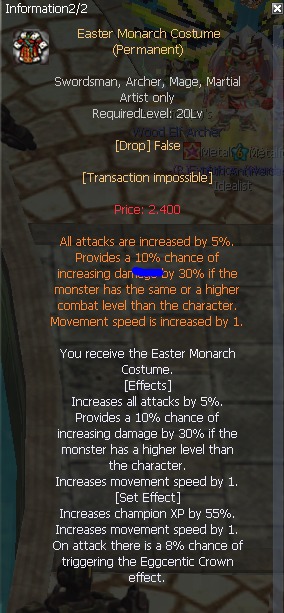 Information2/2
Easter Monarch Costume
(Permanent)
Swordsman, Archer, Mage, Martial
Artist only
RequiredLevel: 20Lv
Wood Elf Archer
[Drop] False
[Transaction impossible]
Idealist
Price: 2.400
All attacks are increased by 5%.
Provides a 10% chance of
increasing by 30% if the
monster has the same or a higher
combat level than the character.
Movement speed is increased by 1.
You receive the Easter Monarch
Costume.
[Effects]
Increases all attacks by 5%.
Provides a 10% chance of
increasing damage by 30% if the
monster has a higher level than
the character.
Increases movement speed by 1.
[Set Effect]
Increases champion XP by 55%.
Increases movement speed by 1.
On attack there is a 8% chance of
triggering the Eggcentic Crown
effect.